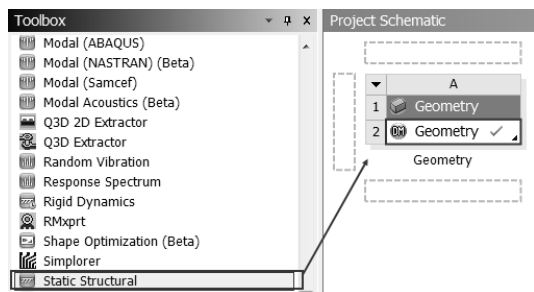 Toolbox
Modal (ABAQUS)
Modal (NASTRAN) (Beta)
Modal (Samcef)
Modal Acoustics (Beta)
Q3D 2D Extractor
Q3D Extractor
Random Vibration
Response Spectrum
Rigid Dynamics
RMxprt
Shape Optimization (Beta)
Simplorer
Static Structural
Project Schematic
A
1 Geometry
2 DM Geometry
Geometry